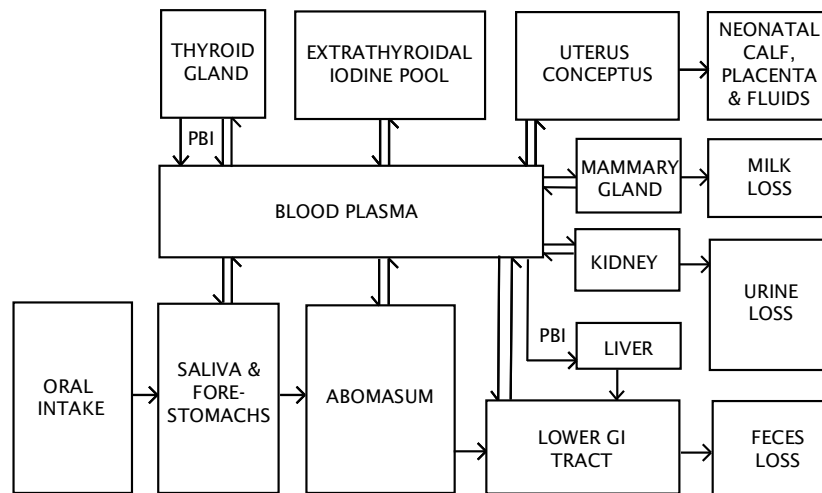 THYROID
GLAND
EXTRATHYROIDAL
IODINE POOL
UTERUS
CONCEPTUS
NEONATAL
CALF,
PLACENTA
& FLUIDS
PBI
BLOOD PLASMA
MAMMARY
GLAND
MILK
LOSS
KIDNEY
URINE
LOSS
ORAL
INTAKE
SALIVA &
FORE-
STOMACHS
ABOMASUM
PBI
LIVER
LOWER GI
TRACT
FECES
LOSS